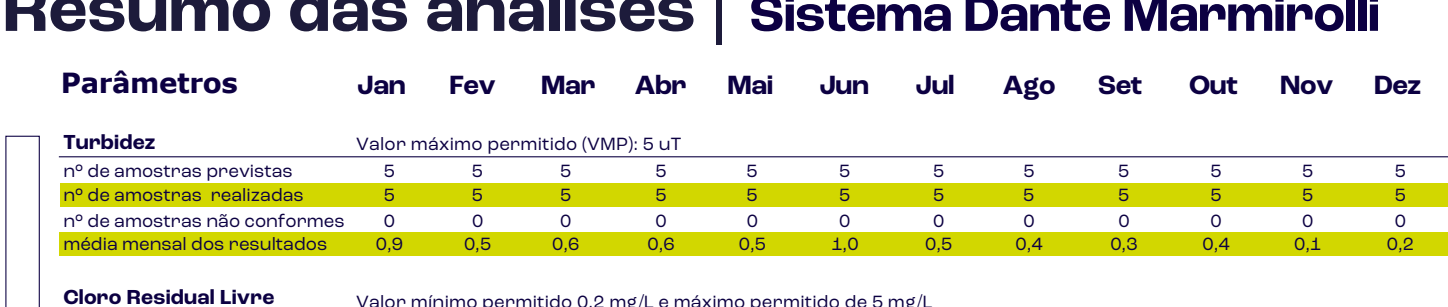 Resumo das análises | Sistema Dante Marmirolli
Parâmetros Jan Fev Mar Abr Mai Jun Jul Ago Set Out Nov Dez
Turbidez Valor máximo permitido (VMP): 5 uT
nº de amostras previstas 5 5 5 5 5 5 5 5 5 5 5 5
nº de amostras realizadas 5 5 5 5 5 5 5 5 5 5 5 5
nº de amostras não conformes 0 0 0 0 0 0 0 0 0 0 0 0
média mensal dos resultados 0,9 0,5 0,6 0,6 0,5 1,0 0,5 0,4 0,3 0,4 0,1 0,2
Cloro Residual Livre Valor mínimo permitido 0,2 mg/L e máximo permitido de 5 mg/L